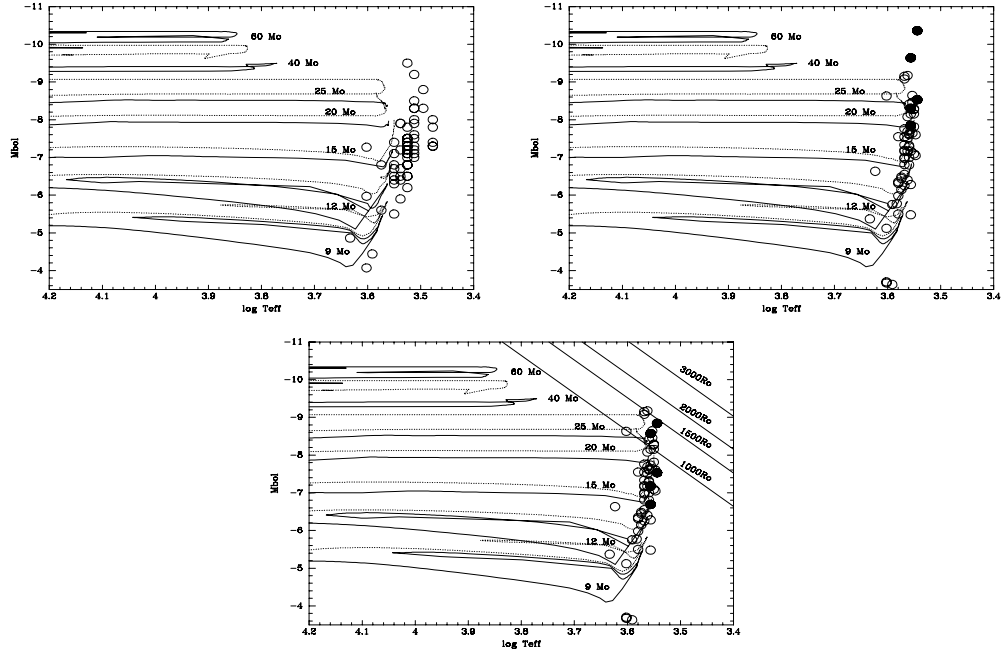 -11
-10
-9
-8
-7
-6
-5
-4
Mbol
60 Mo
40 Mo
25 Mo
20 Mo
15 Mo
12 Mo
9 Mo
4.2 4.1 4 3.9 3.8 3.7 3.6 3.5 3.4
log Teff
-11
-10
-9
-8
-7
-6
-5
-4
Mbol
60 Mo
40 Mo
25 Mo
20 Mo
15 Mo
12 Mo
9 Mo
4.2 4.1 4 3.9 3.8 3.7 3.6 3.5 3.4
log Teff
-11
-10
-9
-8
-7
-6
-5
-4
Mbol
60 Mo
40 Mo
25 Mo
20 Mo
15 Mo
12 Mo
9 Mo
3000Ro
2000Ro
1500Ro
1000Ro
4.2 4.1 4 3.9 3.8 3.7 3.6 3.5 3.4
log Teff